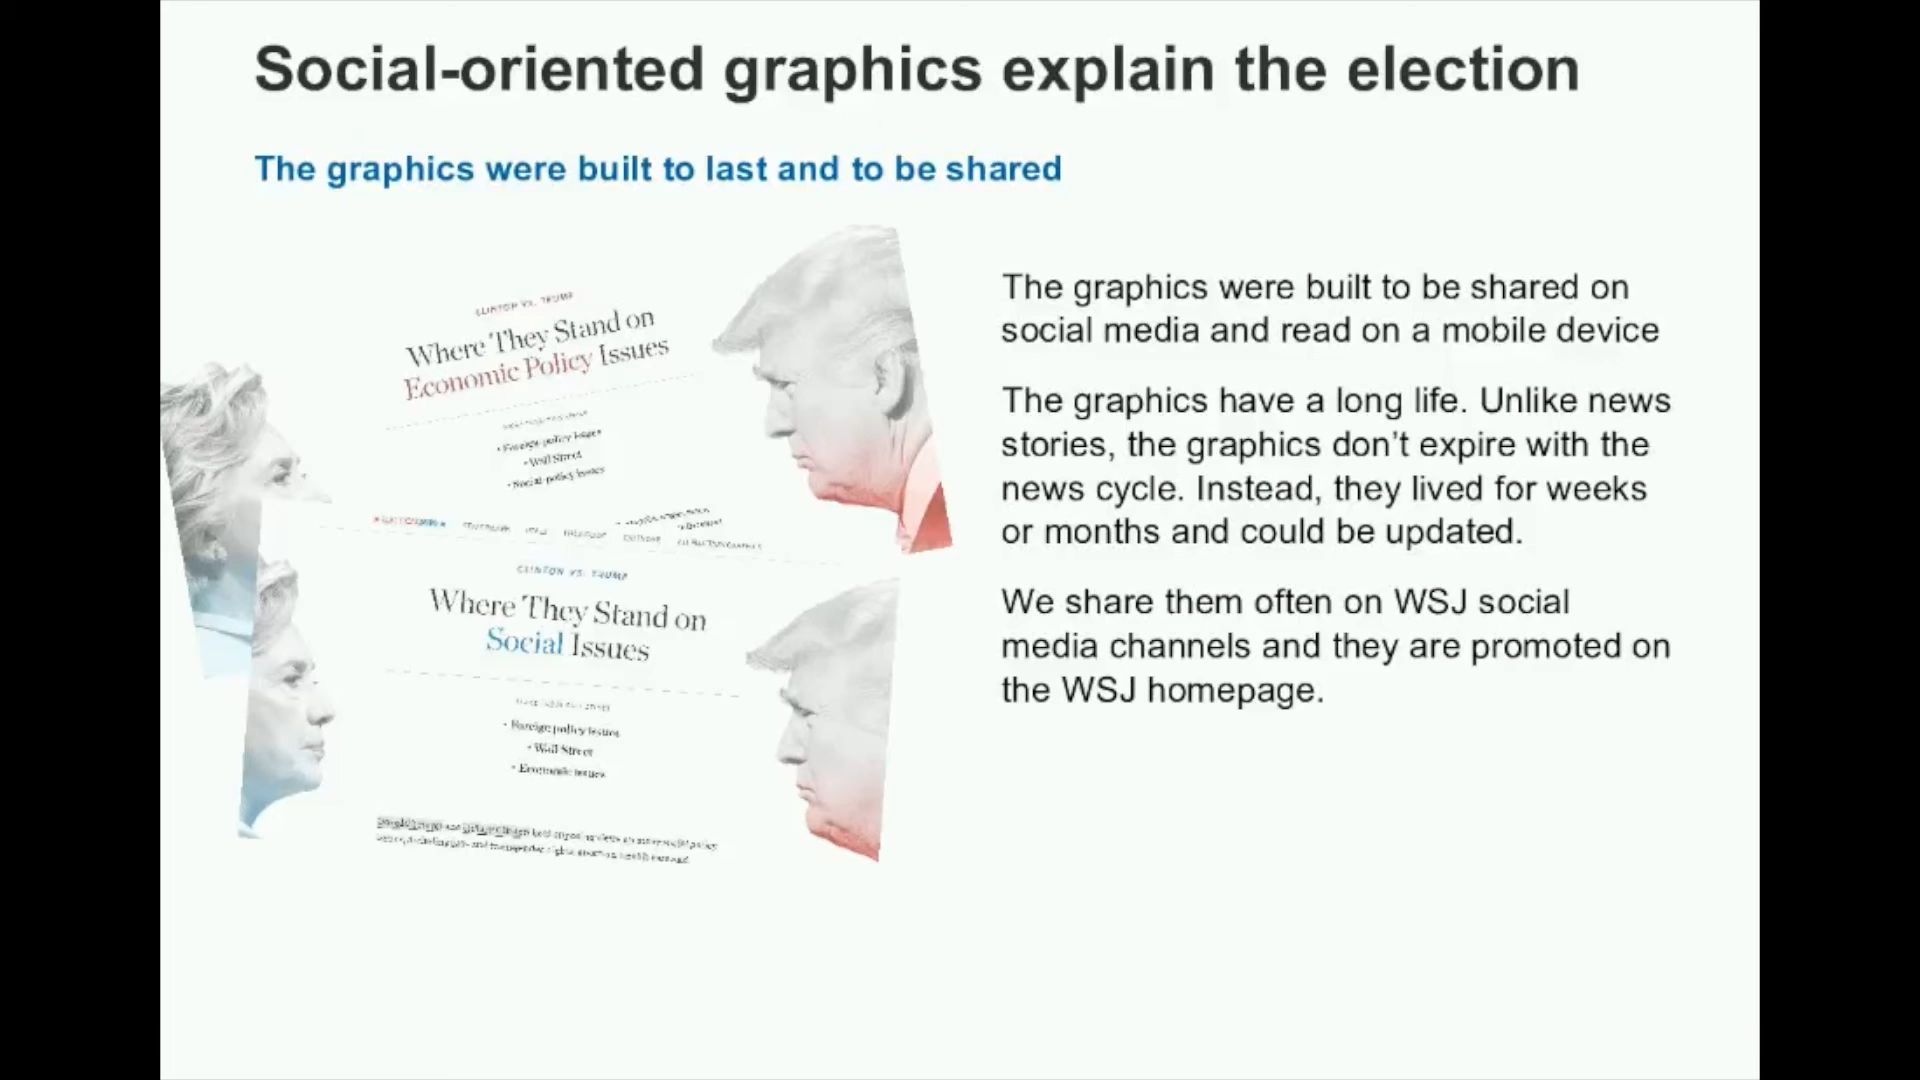 Social-oriented graphics explain the election
The graphics were built to last and to be shared
CLINTON VS. TRUMP
Where They Stand on
Economic Policy Issues
• Foreign-policy issues
• Wall Street
• Social-policy issues
CLINTON VS. TRUMP
Where They Stand on
Social Issues
• Foreign policy issues
• Wall Street
• Economic issues
The graphics were built to be shared on
social media and read on a mobile device
The graphics have a long life. Unlike news
stories, the graphics don’t expire with the
news cycle. Instead, they lived for weeks
or months and could be updated.
We share them often on WSJ social
media channels and they are promoted on
the WSJ homepage.